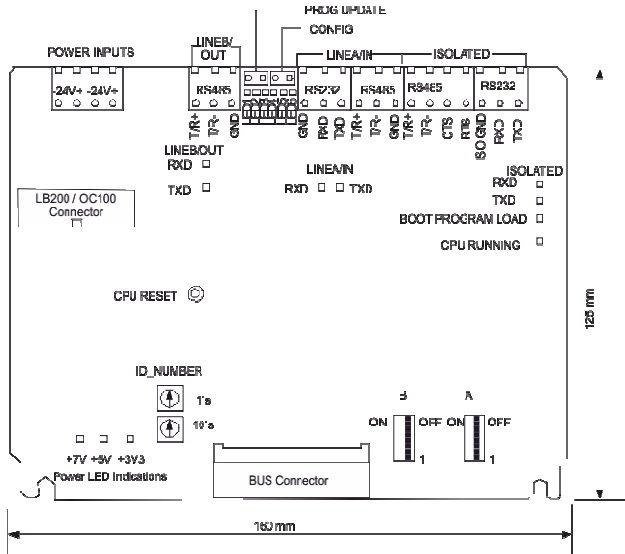 PROG UPDATE
CONFIG
POWER INPUTS
LINEB/
OUT
LINEA/IN
ISOLATED
-24V+ -24V+
RS485
RS232
RS485
RS485
RS232
T/R+
T/R-
GND
GND
RXD
TXD
T/R+
T/R-
GND
T/R+
T/R-
CTS
RTS
ISO GND
RXD
TXD
LINEB/OUT
RXD
TXD
LINEA/IN
RXD
TXD
ISOLATED
RXD
TXD
BOOT PROGRAM LOAD
CPU RUNNING
LB200 / OC100
Connector
CPU RESET
125 mm
ID_NUMBER
1's
10's
B
A
ON
OFF
ON
OFF
1
1
+7V +5V +3V3
Power LED Indications
BUS Connector
160 mm